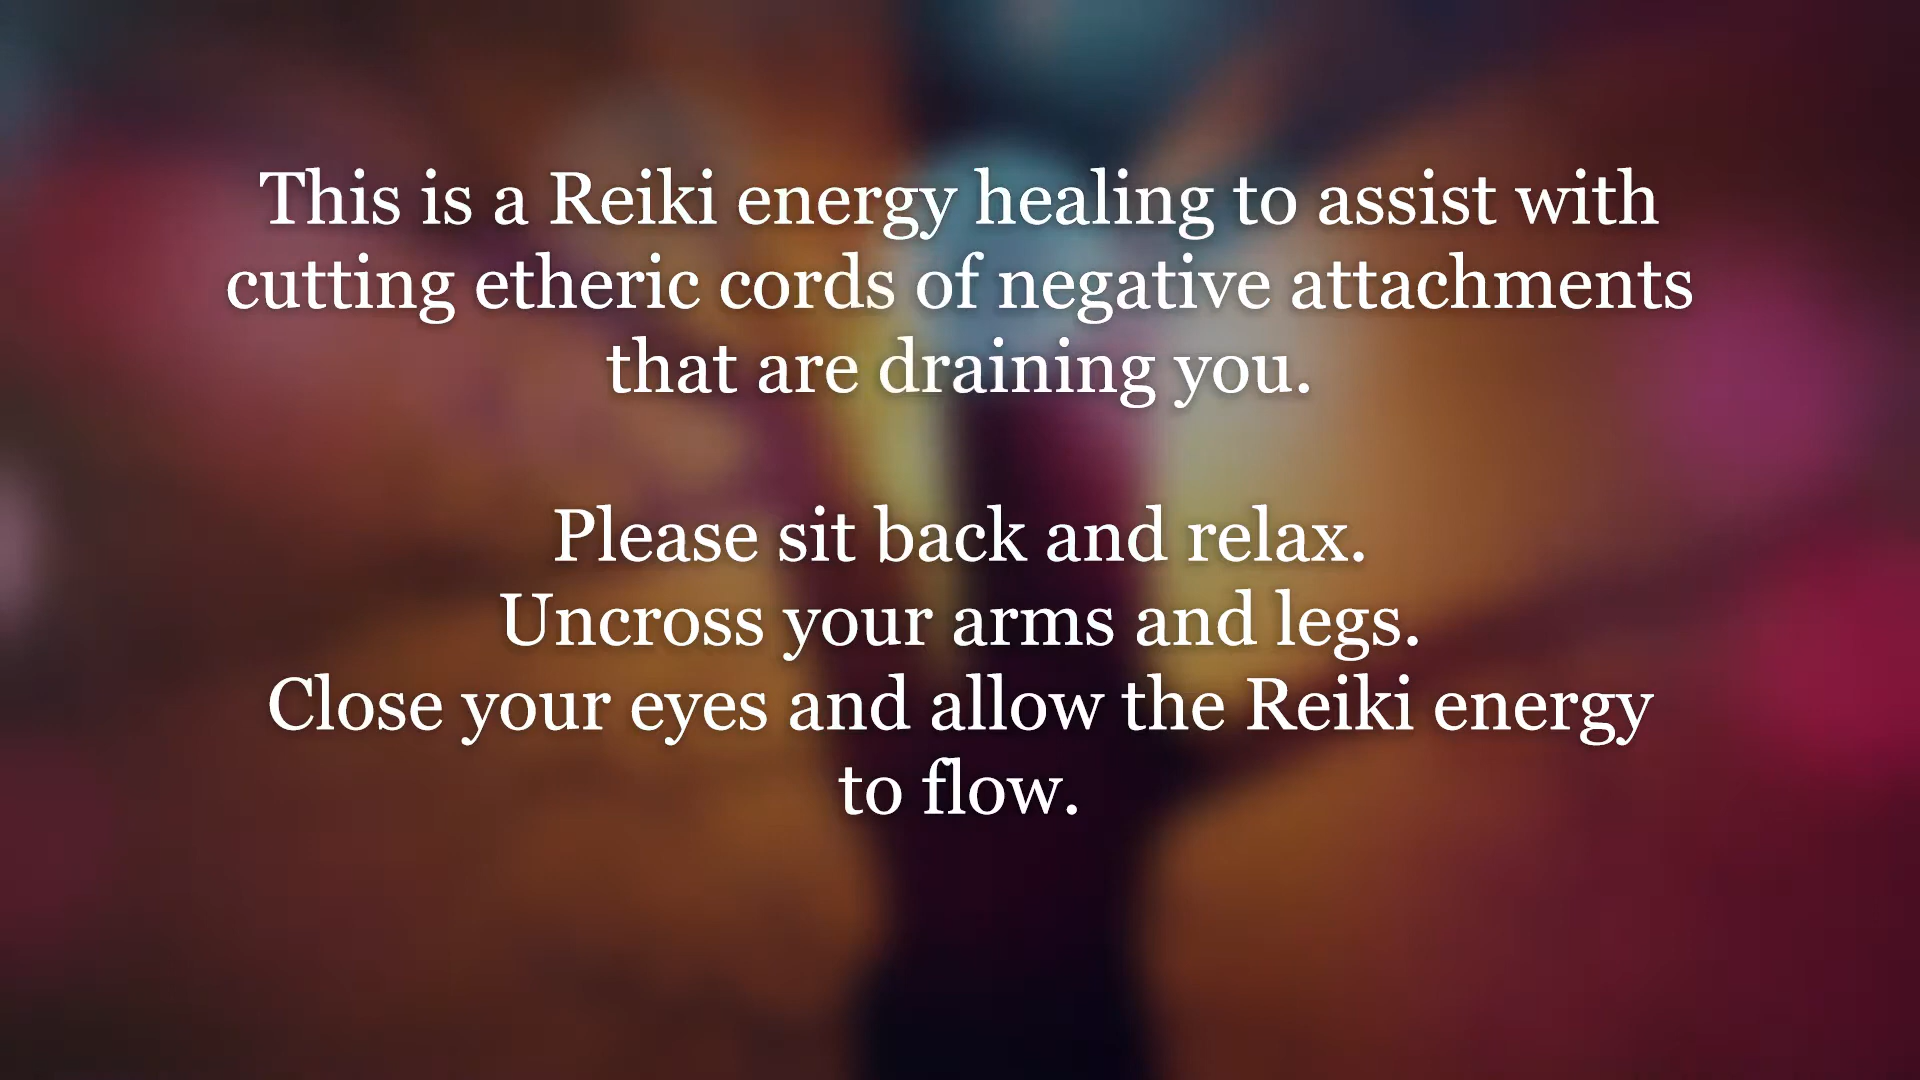 This is a Reiki energy healing to assist with
cutting etheric cords of negative attachments
that are draining you.
Please sit back and relax.
Uncross your arms and legs.
Close your eyes and allow the Reiki energy
to flow.